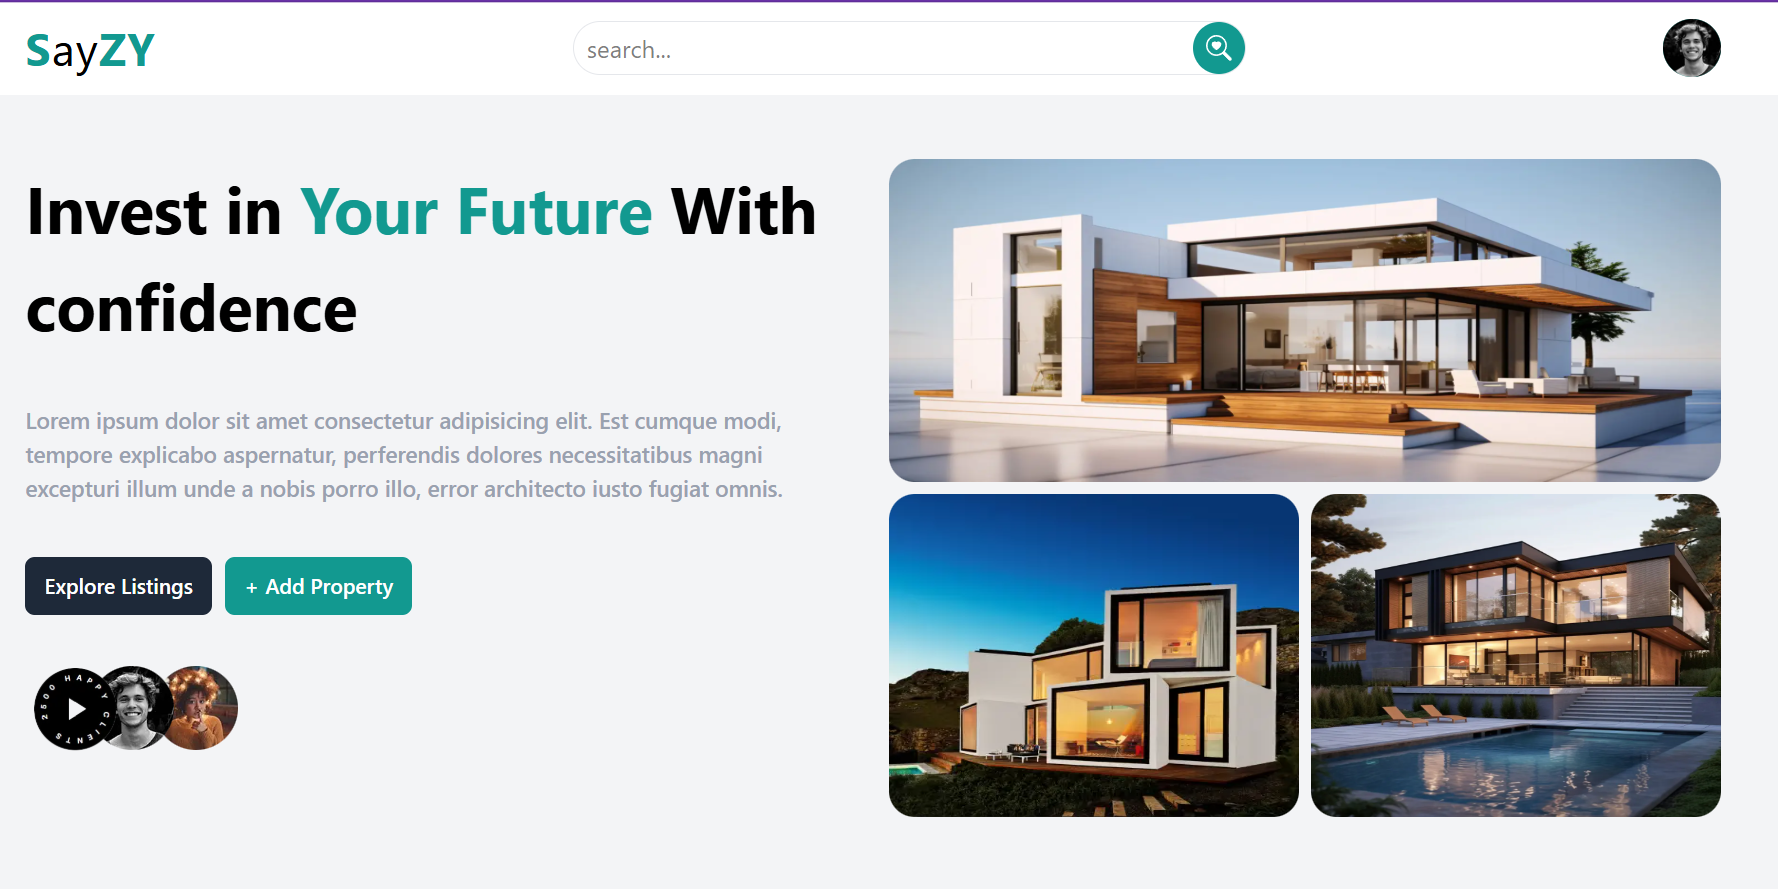 SayZY
search...
Invest in Your Future With
confidence
Lorem ipsum dolor sit amet consectetur adipisicing elit. Est cumque modi,
tempore explicabo aspernatur, perferendis dolores necessitatibus magni
excepturi illum unde a nobis porro illo, error architecto iusto fugiat omnis.
Explore Listings
+ Add Property
2500 HAPPY CLIENTS